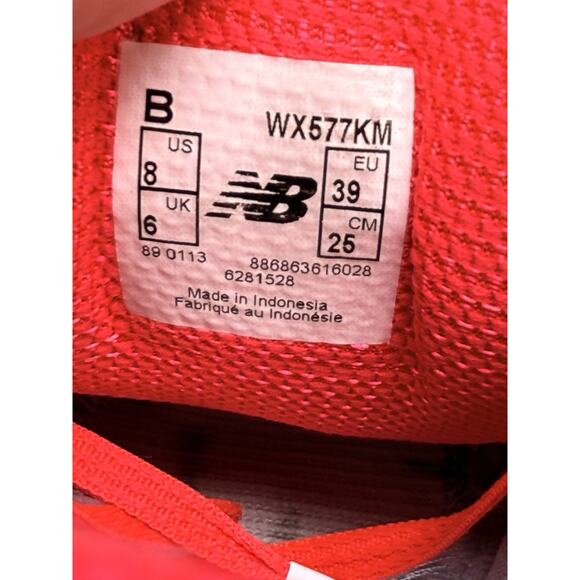 B WX577KM
US EU
8 39
UK NB CM
6 25
89 0113 886863616028
6281528
Made in Indonesia
Fabriqué au Indonésie